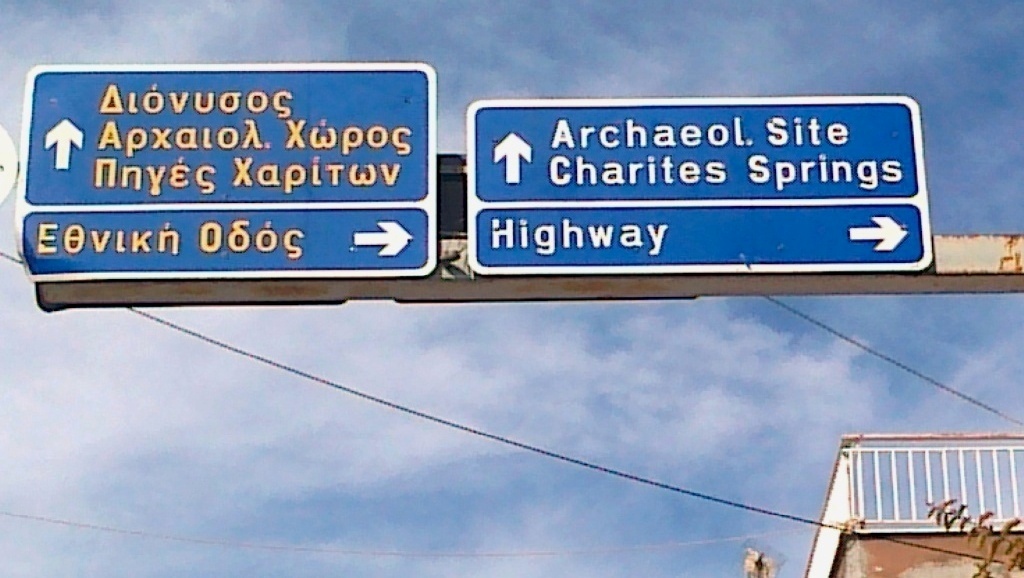 Διόνυσος
Αρχαιολ. Χώρος
Πηγές Χαρίτων
Εθνική Οδός
Archaeol. Site
Charites Springs
Highway